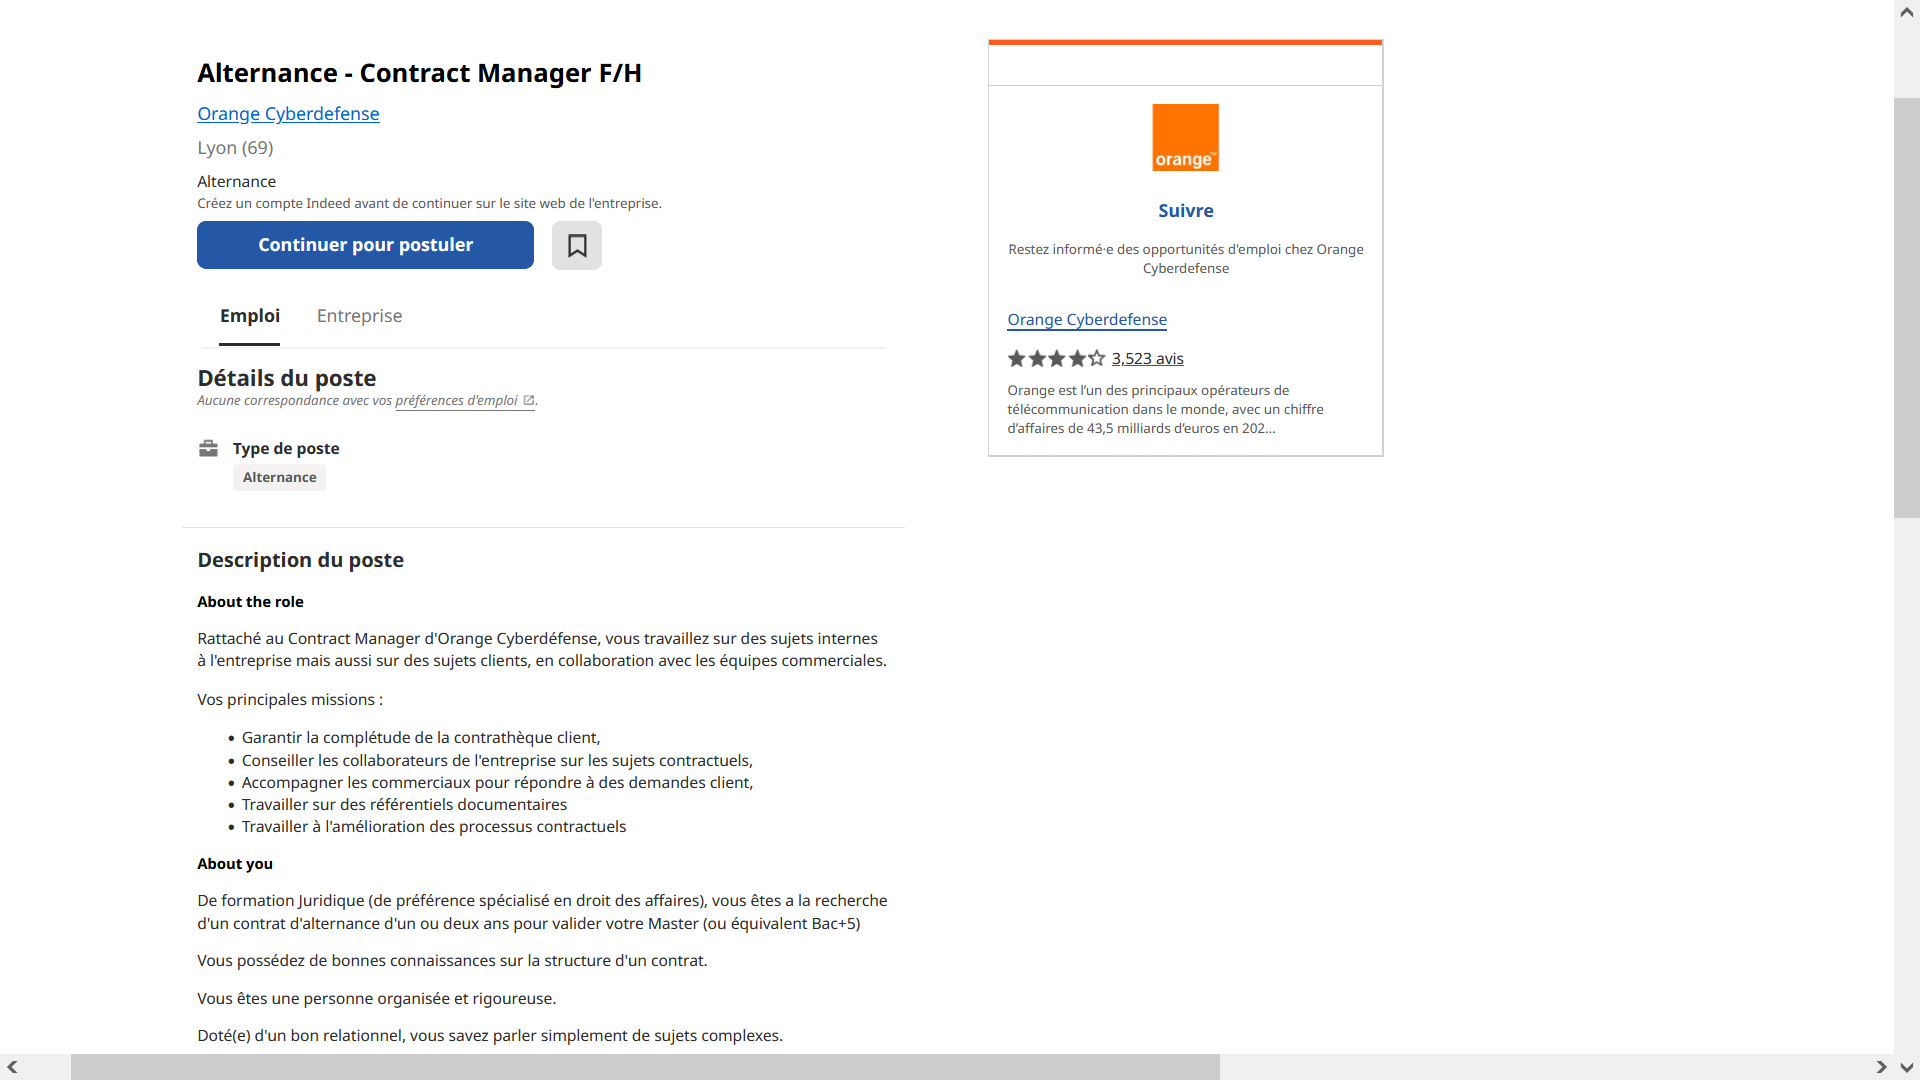 Alternance - Contract Manager F/H
Orange Cyberdefense
Lyon (69)
Alternance
Créez un compte Indeed avant de continuer sur le site web de l'entreprise.
Continuer pour postuler
Emploi
Entreprise
Détails du poste
Aucune correspondance avec vos préférences d'emploi.
Type de poste
Alternance
Description du poste
About the role
Rattaché au Contract Manager d'Orange Cyberdéfense, vous travaillez sur des sujets internes
à l'entreprise mais aussi sur des sujets clients, en collaboration avec les équipes commerciales.
Vos principales missions :
• Garantir la complétude de la contrathèque client,
• Conseiller les collaborateurs de l'entreprise sur les sujets contractuels,
• Accompagner les commerciaux pour répondre à des demandes client,
• Travailler sur des référentiels documentaires
• Travailler à l'amélioration des processus contractuels
About you
De formation Juridique (de préférence spécialisé en droit des affaires), vous êtes a la recherche
d'un contrat d'alternance d'un ou deux ans pour valider votre Master (ou équivalent Bac+5)
Vous possédez de bonnes connaissances sur la structure d'un contrat.
Vous êtes une personne organisée et rigoureuse.
Doté(e) d'un bon relationnel, vous savez parler simplement de sujets complexes.
orange™
Suivre
Restez informé·e des opportunités d'emploi chez Orange
Cyberdefense
Orange Cyberdefense
3,523 avis
Orange est l’un des principaux opérateurs de
télécommunication dans le monde, avec un chiffre
d’affaires de 43,5 milliards d’euros en 202...